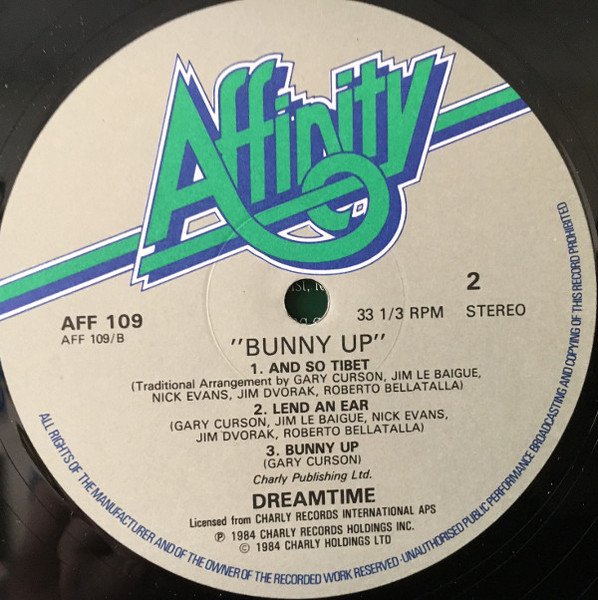 Affinity
AFF 109
AFF 109/B
33 1/3 RPM
2
STEREO
"BUNNY UP"
1. AND SO TIBET
(Traditional Arrangement by GARY CURSON, JIM LE BAIGUE,
NICK EVANS, JIM DVORAK, ROBERTO BELLATALLA)
2. LEND AN EAR
(GARY CURSON, JIM LE BAIGUE, NICK EVANS,
JIM DVORAK, ROBERTO BELLATALLA)
3. BUNNY UP
(GARY CURSON)
Charly Publishing Ltd.
DREAMTIME
Licensed from CHARLY RECORDS INTERNATIONAL APS
℗ 1984 CHARLY RECORDS HOLDINGS INC.
© 1984 CHARLY HOLDINGS LTD
ALL RIGHTS OF THE MANUFACTURER AND OF THE OWNER OF THE RECORDED WORK RESERVED·UNAUTHORISED PUBLIC PERFORMANCE BROADCASTING AND COPYING OF THIS RECORD PROHIBITED